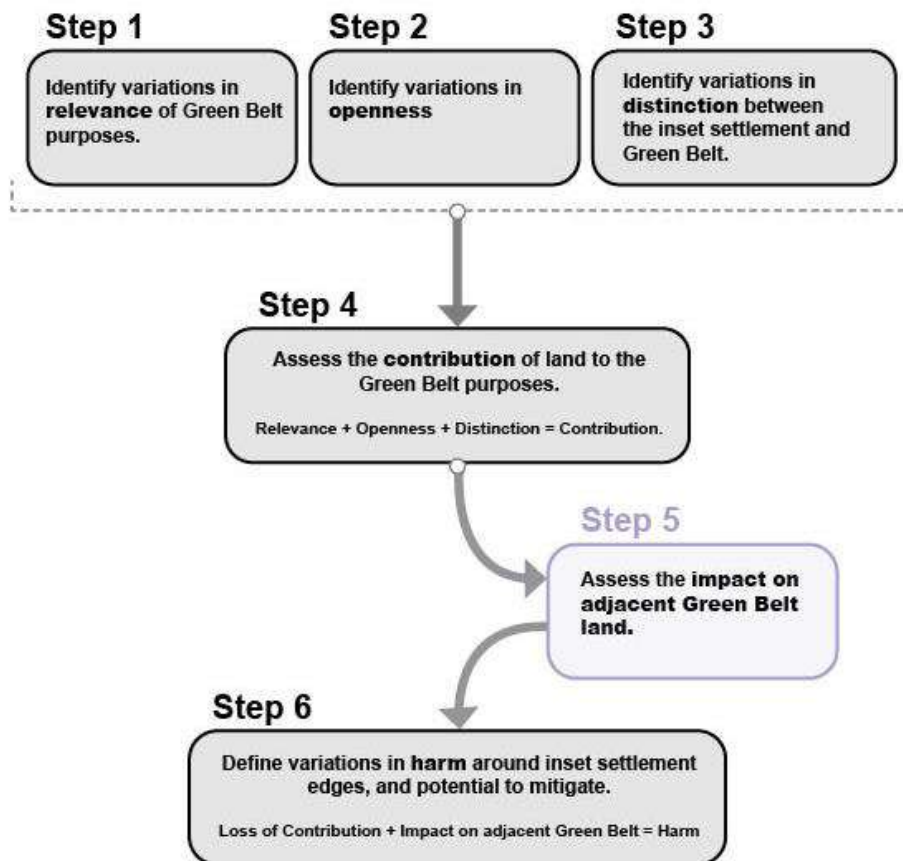 Step 1
Identify variations in
relevance of Green Belt
purposes.
Step 2
Identify variations in
openness
Step 3
Identify variations in
distinction between
the inset settlement and
Green Belt.
Step 4
Assess the contribution of land to the
Green Belt purposes.
Relevance + Openness + Distinction = Contribution.
Step 5
Assess the impact on
adjacent Green Belt
land.
Step 6
Define variations in harm around inset settlement
edges, and potential to mitigate.
Loss of Contribution + Impact on adjacent Green Belt = Harm